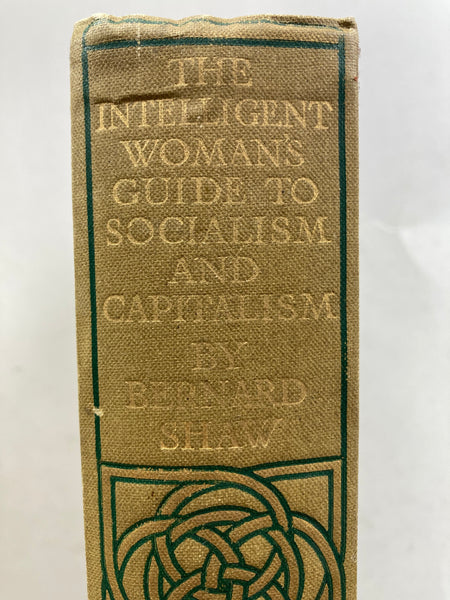 THE
INTELLIGENT
WOMAN'S
GUIDE TO
SOCIALISM
AND
CAPITALISM
BY
BERNARD
SHAW